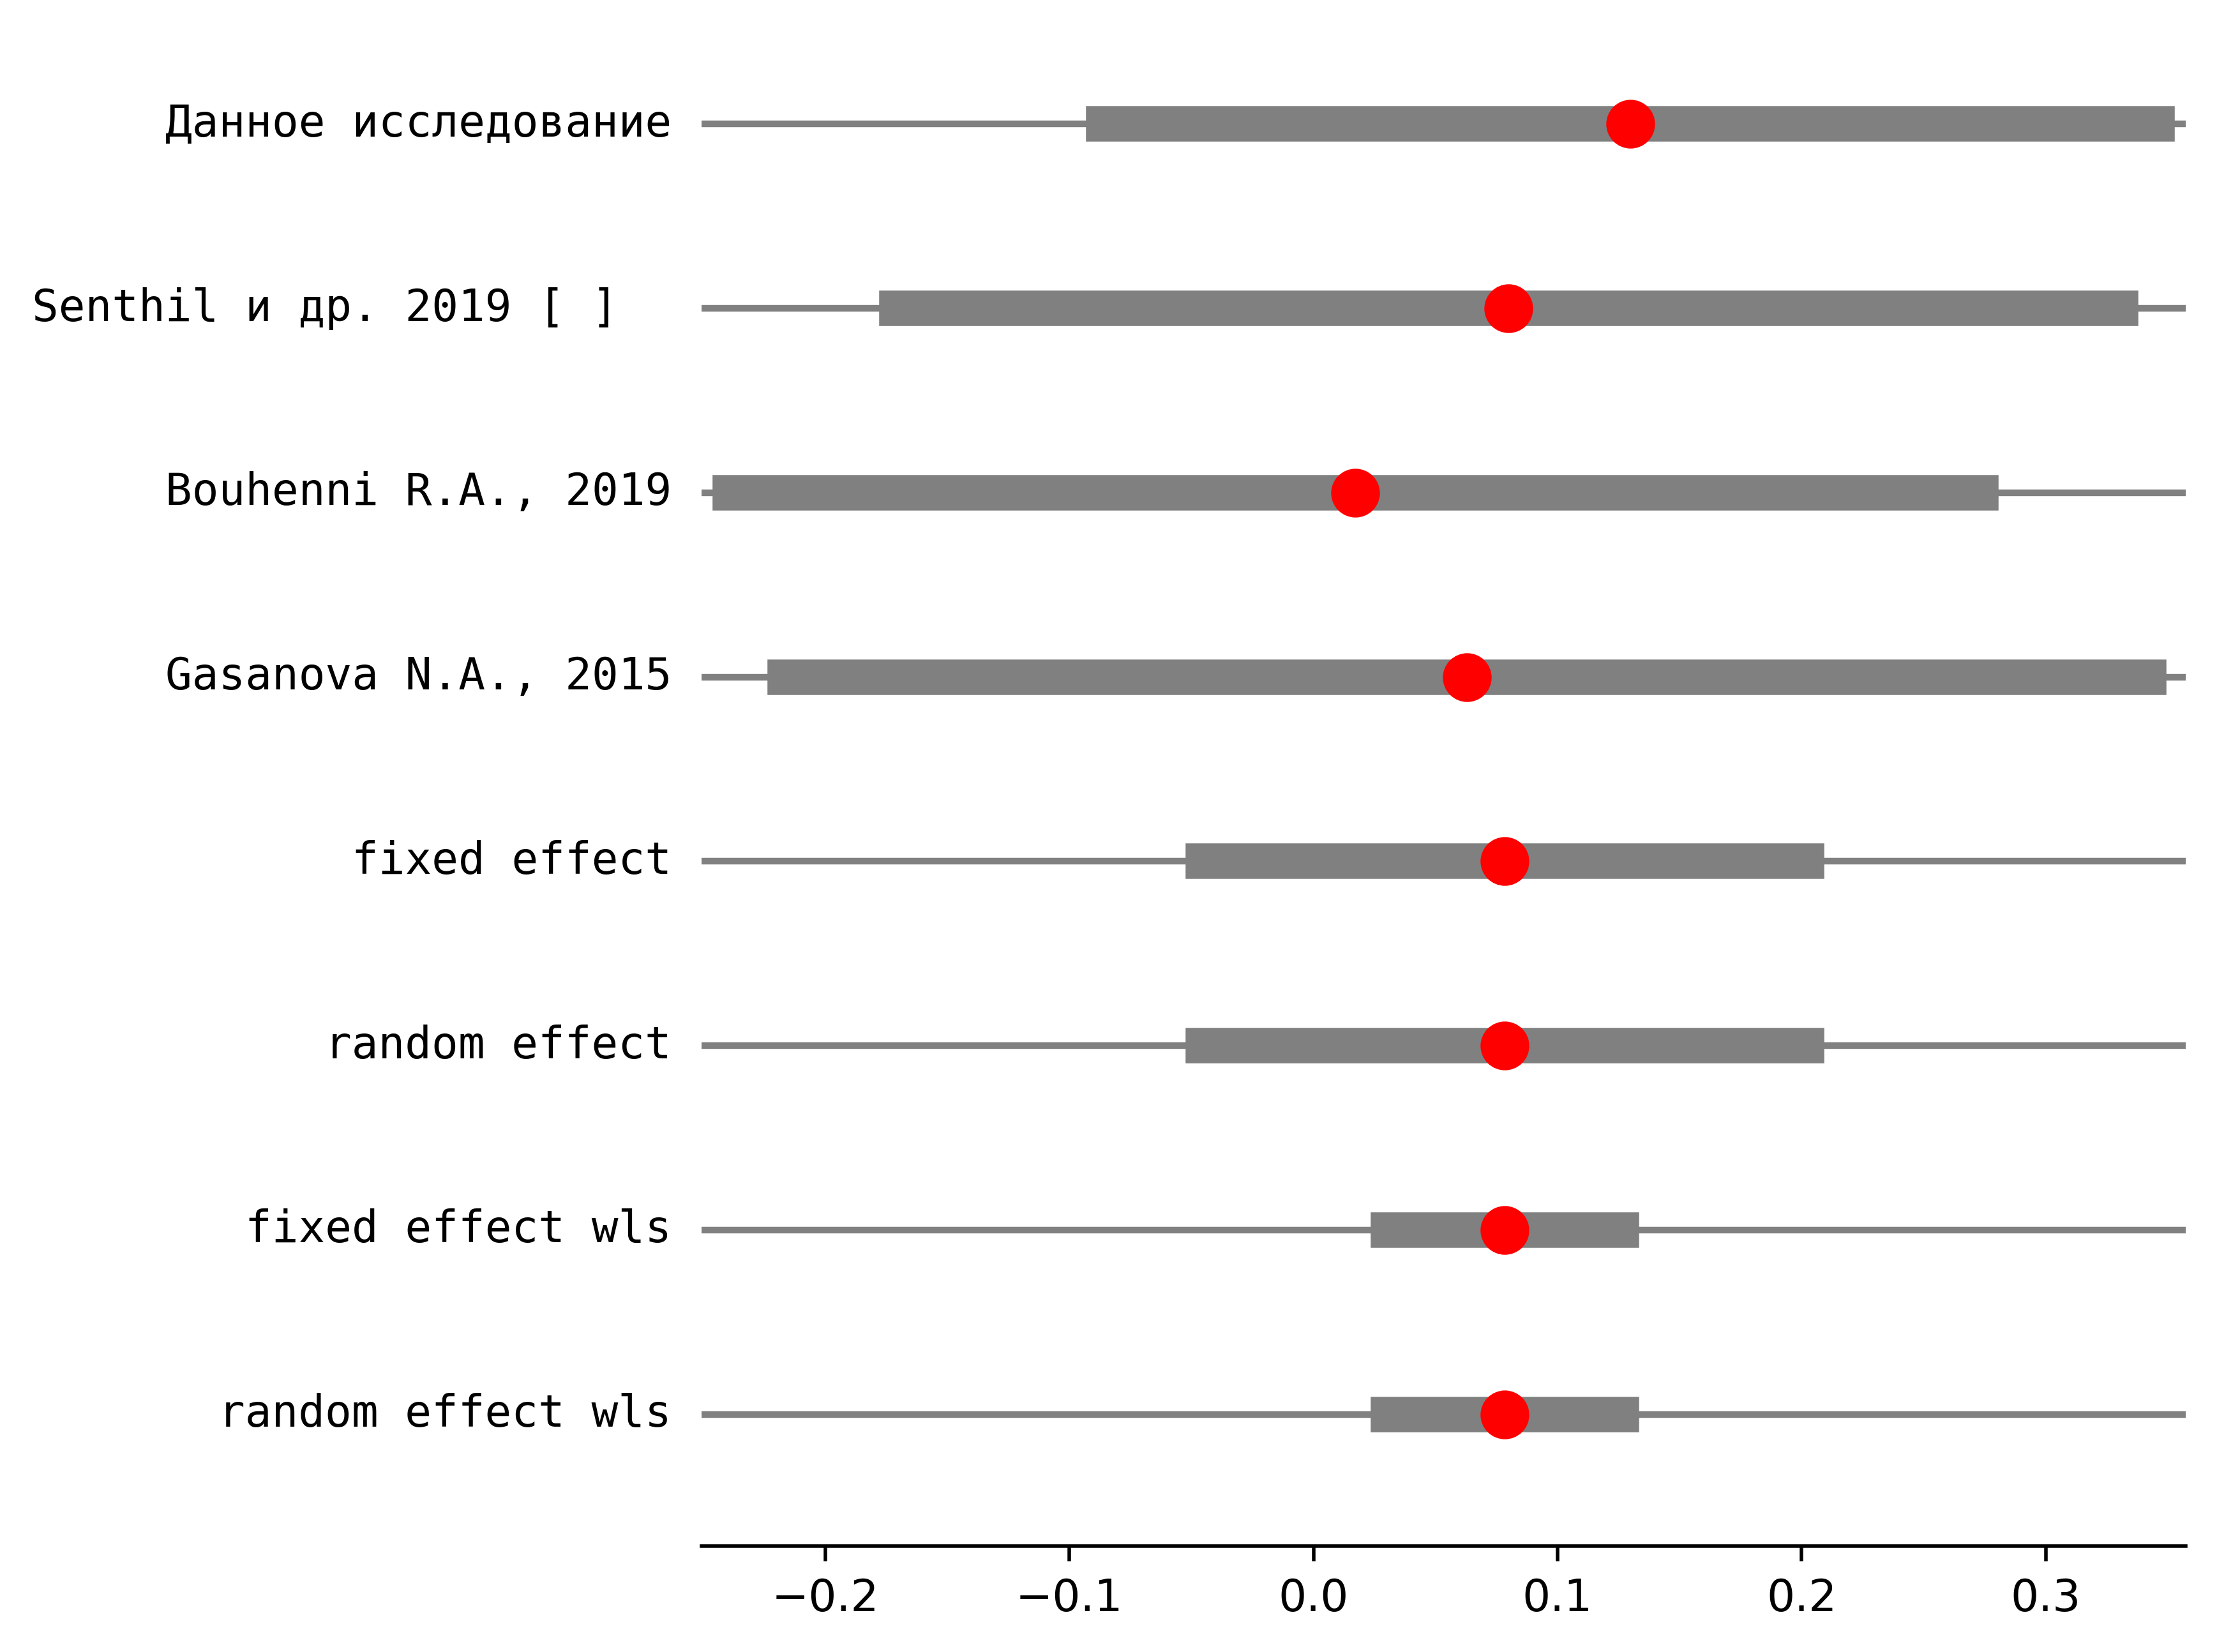 Данное исследование
Senthil и др. 2019 [ ]
Bouhenni R.A., 2019
Gasanova N.A., 2015
fixed effect
random effect
fixed effect wls
random effect wls
−0.2 −0.1 0.0 0.1 0.2 0.3